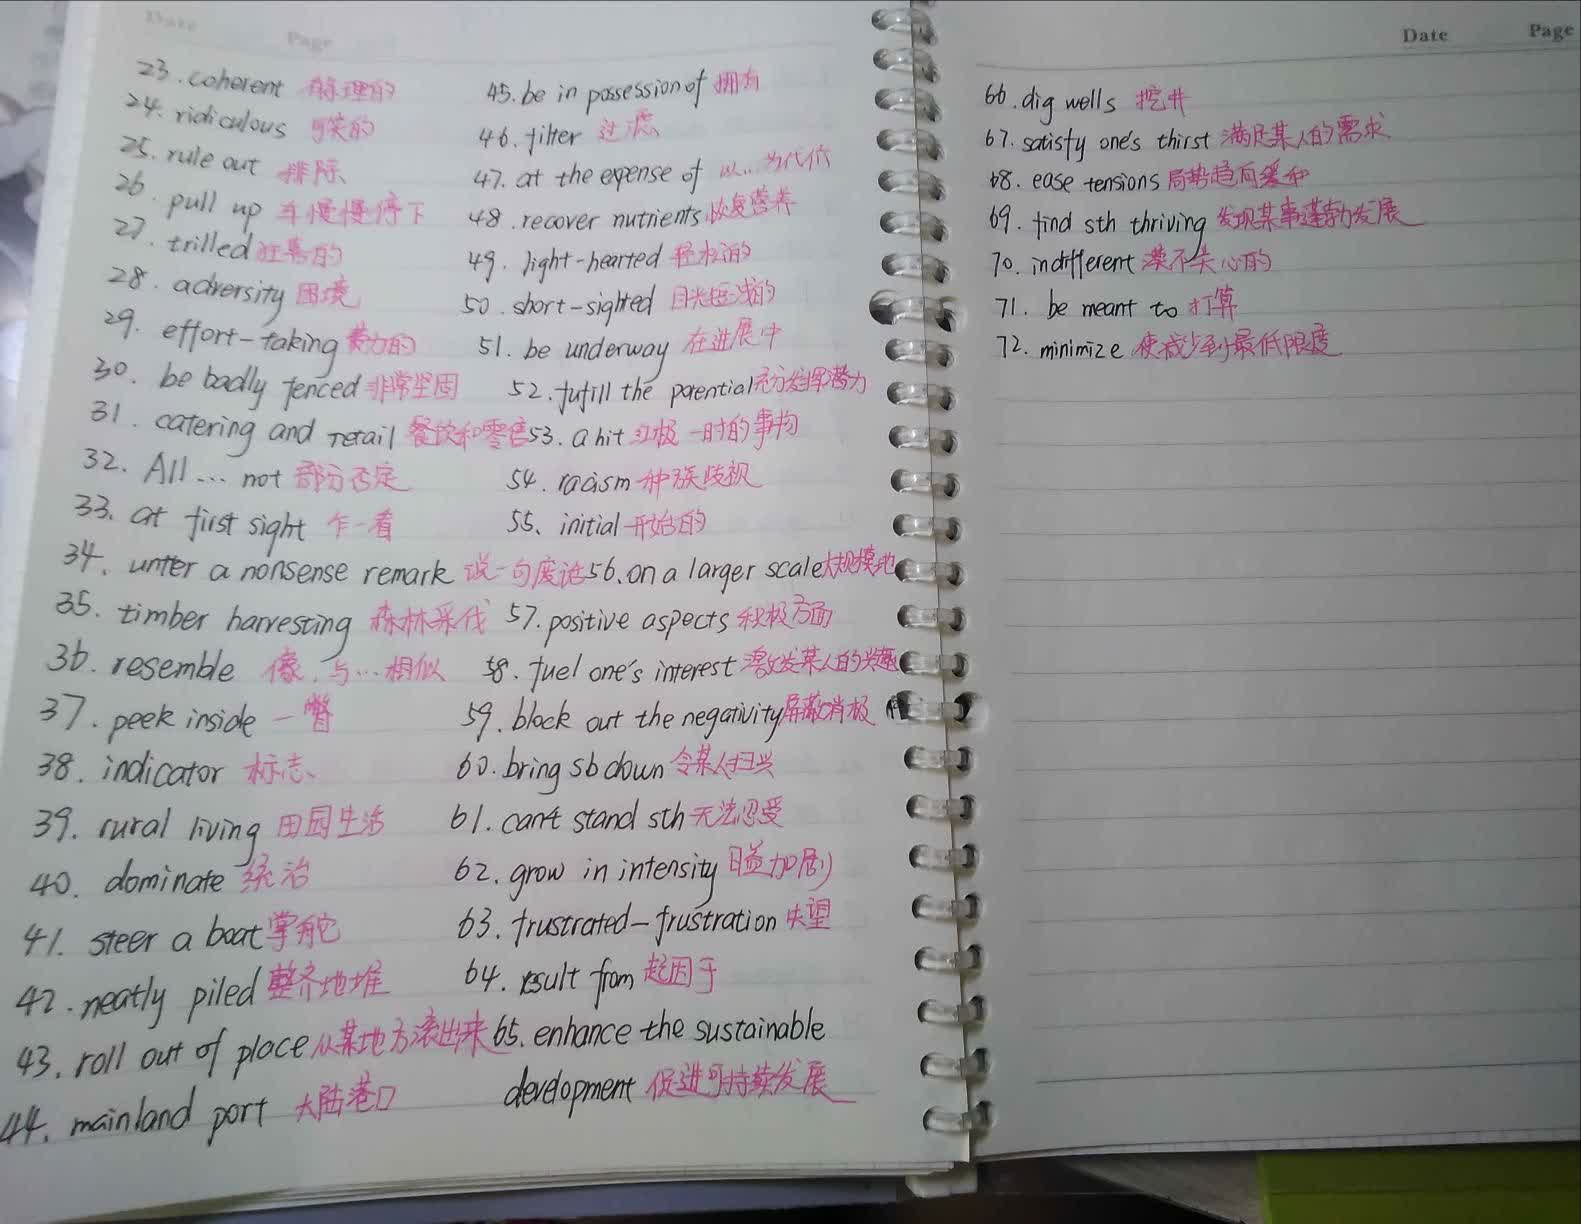 Date
Page
23.coherent 有条理的
24. ridiculous 可笑的
25. rule out 排除
26. pull up 车慢慢停下
27. trilled 狂喜的
28. adversity 困境
29. effort-taking 费力的
30. be badly fenced 非常坚固
31. catering and retail 餐饮和零售
32. All ... not 部分否定
33. at first sight 乍一看
34. unter a nonsense remark 说一句废话
35. timber harvesting 森林采伐
36. resemble 像,与...相似
37. peek inside 一瞥
38. indicator 标志
39. rural living 田园生活
40. dominate 统治
41. steer a boat 掌舵
42. neatly piled 整齐地堆
43. roll out of place 从某地方滚出来
44. mainland port 大陆港口
45. be in possession of 拥有
46. filter 过滤
47. at the expense of 以...为代价
48. recover nutrients 恢复营养
49. light-hearted 轻松的
50. short-sighted 目光短浅的
51. be underway 在进展中
52. fufill the potential 充分发挥潜力
53. a hit 红极一时的事物
54. racism 种族歧视
55. initial 开始的
56. on a larger scale 大规模地
57. positive aspects 积极方面
58. fuel one's interest 激发某人的兴趣
59. block out the negativity 屏蔽消极
60. bring sb down 令某人扫兴
61. can't stand sth 无法忍受
62. grow in intensity 日益加剧
63. frustrated-frustration 失望
64. result from 起因于
65. enhance the sustainable
development 促进可持续发展
Date Page
66. dig wells 挖井
67. satisfy one's thirst 满足某人的需求
68. ease tensions 局势趋向缓和
69. find sth thriving 发现某事蓬勃发展
70. indifferent 漠不关心的
71. be meant to 打算
72. minimize 使减少到最低限度